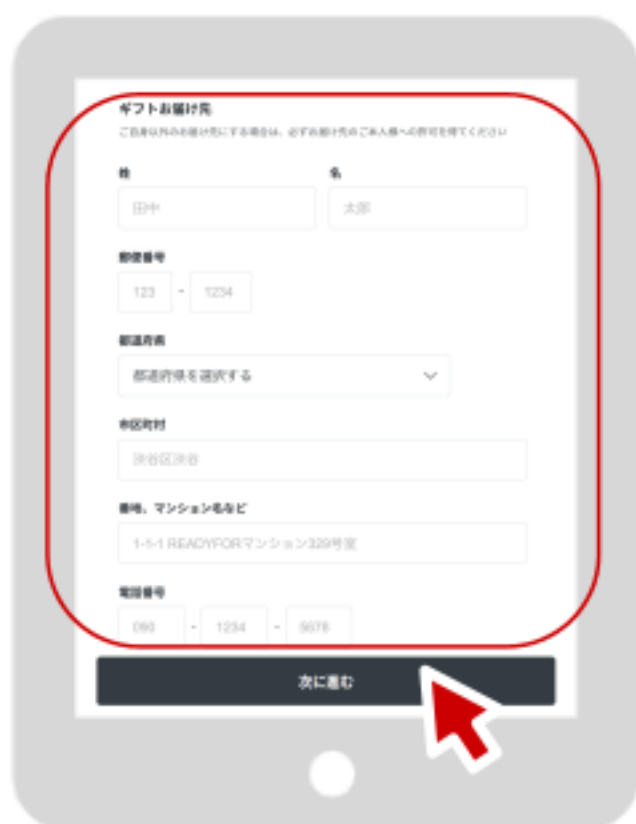 ギフトお届け先
ご自身以外のお届け先にする場合は、必ずお届け先のご本人様への許可を得てください
姓 名
田中 太郎
郵便番号
123 - 1234
都道府県
都道府県を選択する
市区町村
渋谷区渋谷
番地、マンション名など
1-1-1 READYFORマンション329号室
電話番号
090 - 1234 - 5678
次に進む